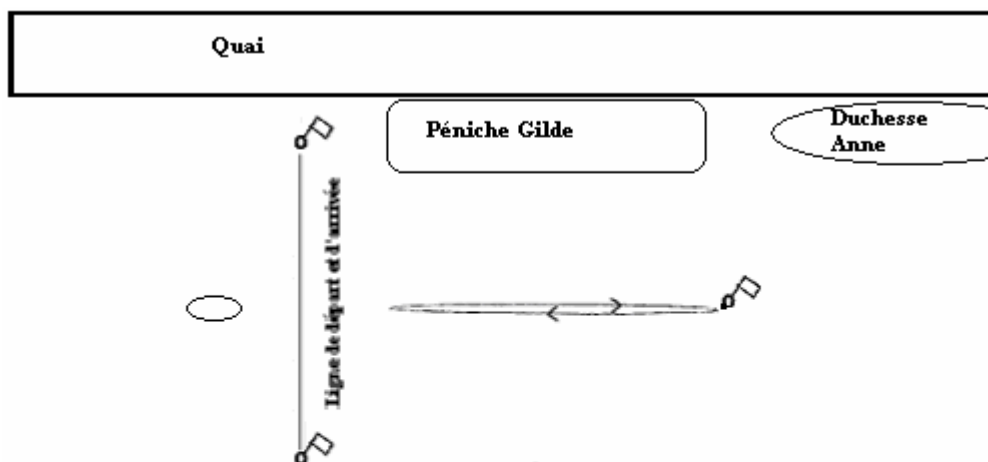 Quai
Péniche Gilde
Duchesse
Anne
Ligne de départ et d'arrivée